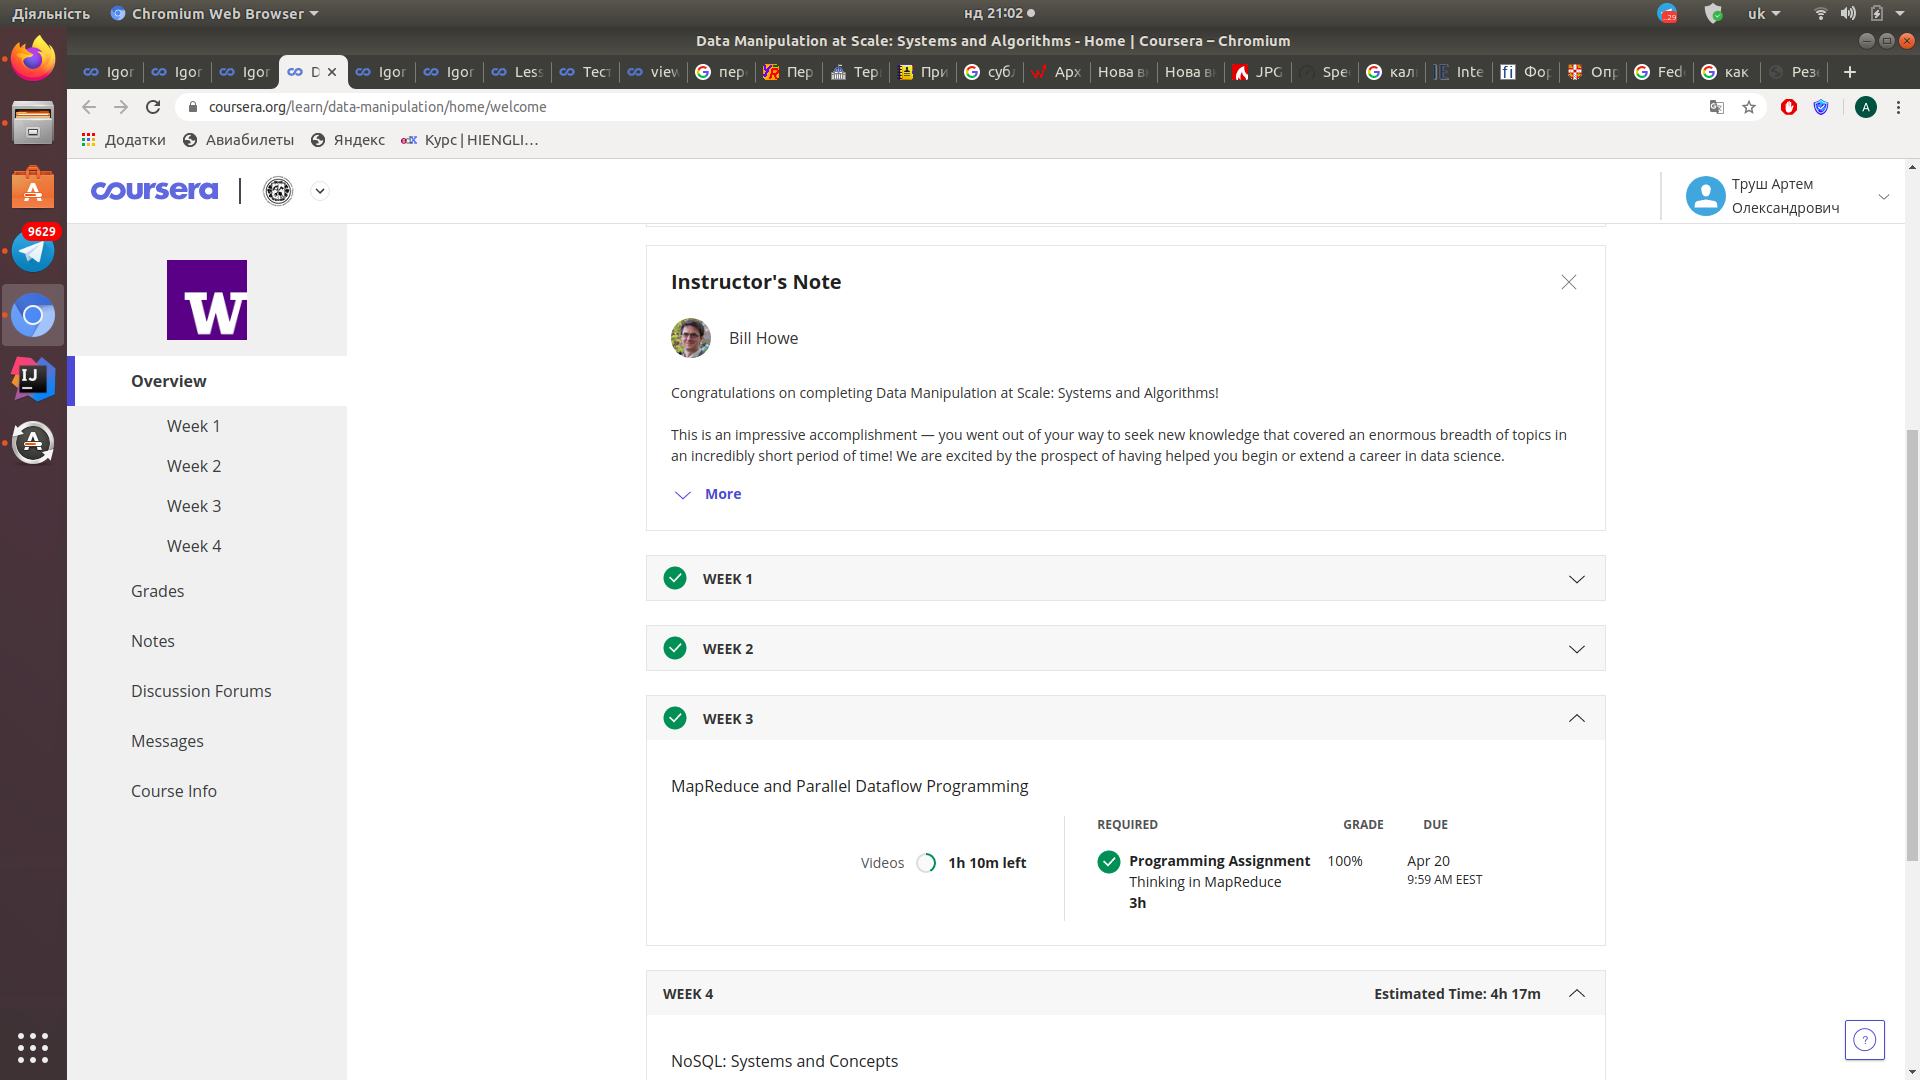 Діяльність
Chromium Web Browser
нд 21:02
29
uk
Data Manipulation at Scale: Systems and Algorithms - Home | Coursera – Chromium
Igor
Igor
Igor
D
Igor
Igor
Less
Тест
view
пер
Пер
Тер
При
суб
Арх
Нова в
Нова в
JPG
Spe
кал
Inte
Фор
Опр
Fed
как
Рез
coursera.org/learn/data-manipulation/home/welcome
A
Додатки
Авиабилеты
Яндекс
edX
Курс | HIENGLI…
coursera
Труш Артем
Олександрович
9629
W
IJ
Overview
Week 1
Week 2
Week 3
Week 4
Grades
Notes
Discussion Forums
Messages
Course Info
Instructor's Note
Bill Howe
Congratulations on completing Data Manipulation at Scale: Systems and Algorithms!
This is an impressive accomplishment — you went out of your way to seek new knowledge that covered an enormous breadth of topics in
an incredibly short period of time! We are excited by the prospect of having helped you begin or extend a career in data science.
More
WEEK 1
WEEK 2
WEEK 3
MapReduce and Parallel Dataflow Programming
Videos 1h 10m left
REQUIRED GRADE DUE
Programming Assignment 100% Apr 20
Thinking in MapReduce 9:59 AM EEST
3h
WEEK 4 Estimated Time: 4h 17m
NoSQL: Systems and Concepts
?